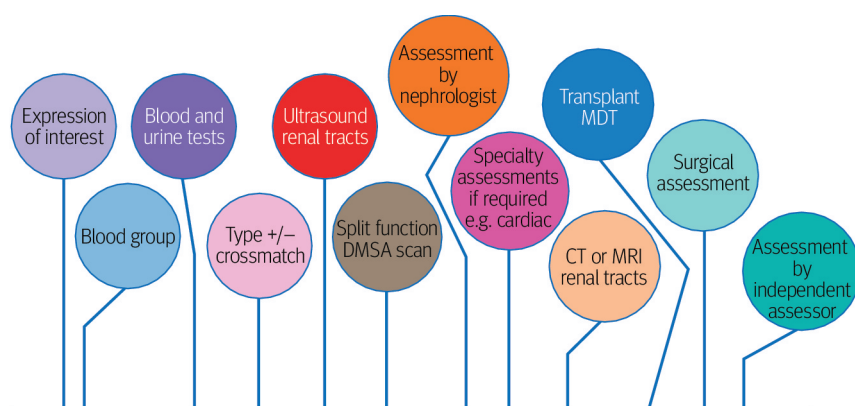 Expression
of interest
Blood group
Blood and
urine tests
Type +/–
crossmatch
Ultrasound
renal tracts
Split function
DMSA scan
Assessment
by
nephrologist
Specialty
assessments
if required
e.g. cardiac
CT or MRI
renal tracts
Transplant
MDT
Surgical
assessment
Assessment
by
independent
assessor